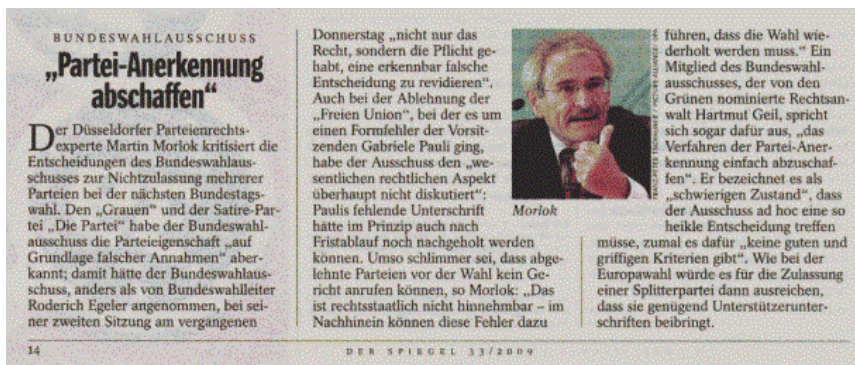 BUNDESWAHLAUSSCHUSS
„Partei-Anerkennung
abschaffen“
Der Düsseldorfer Parteienrechts-
experte Martin Morlok kritisiert die
Entscheidungen des Bundeswahlaus-
schusses zur Nichtzulassung mehrerer
Parteien bei der nächsten Bundestags-
wahl. Den „Grauen“ und der Satire-Par-
tei „Die Partei“ habe der Bundeswahl-
ausschuss die Parteieigenschaft „auf
Grundlage falscher Annahmen“ aber-
kannt; damit hätte der Bundeswahlaus-
schuss, anders als von Bundeswahlleiter
Roderich Egeler angenommen, bei sei-
ner zweiten Sitzung am vergangenen
Donnerstag „nicht nur das
Recht, sondern die Pflicht ge-
habt, eine erkennbar falsche
Entscheidung zu revidieren“.
Auch bei der Ablehnung der
„Freien Union“, bei der es um
einen Formfehler der Vorsit-
zenden Gabriele Pauli ging,
habe der Ausschuss den „we-
sentlichen rechtlichen Aspekt
überhaupt nicht diskutiert“:
Paulis fehlende Unterschrift
hätte im Prinzip auch nach
Fristablauf noch nachgeholt werden
können. Umso schlimmer sei, dass abge-
lehnte Parteien vor der Wahl kein Ge-
richt anrufen können, so Morlok: „Das
ist rechtsstaatlich nicht hinnehmbar – im
Nachhinein können diese Fehler dazu
Morlok
führen, dass die Wahl wie-
derholt werden muss.“ Ein
Mitglied des Bundeswahl-
ausschusses, der von den
Grünen nominierte Rechtsan-
walt Hartmut Geil, spricht
sich sogar dafür aus, „das
Verfahren der Partei-Aner-
kennung einfach abzuschaf-
fen“. Er bezeichnet es als
„schwierigen Zustand“, dass
der Ausschuss ad hoc eine so
heikle Entscheidung treffen
müsse, zumal es dafür „keine guten und
griffigen Kriterien gibt“. Wie bei der
Europawahl würde es für die Zulassung
einer Splitterpartei dann ausreichen,
dass sie genügend Unterstützerunter-
schriften beibringt.
14
DER SPIEGEL 33/2009